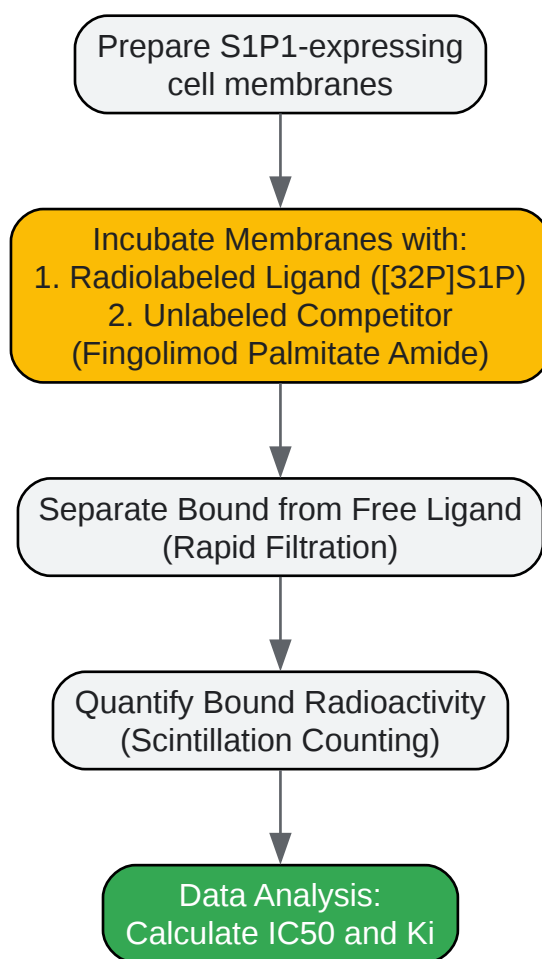 Prepare S1P1-expressing
cell membranes
Incubate Membranes with:
1. Radiolabeled Ligand ([32P]S1P)
2. Unlabeled Competitor
(Fingolimod Palmitate Amide)
Separate Bound from Free Ligand
(Rapid Filtration)
Quantify Bound Radioactivity
(Scintillation Counting)
Data Analysis:
Calculate IC50 and Ki